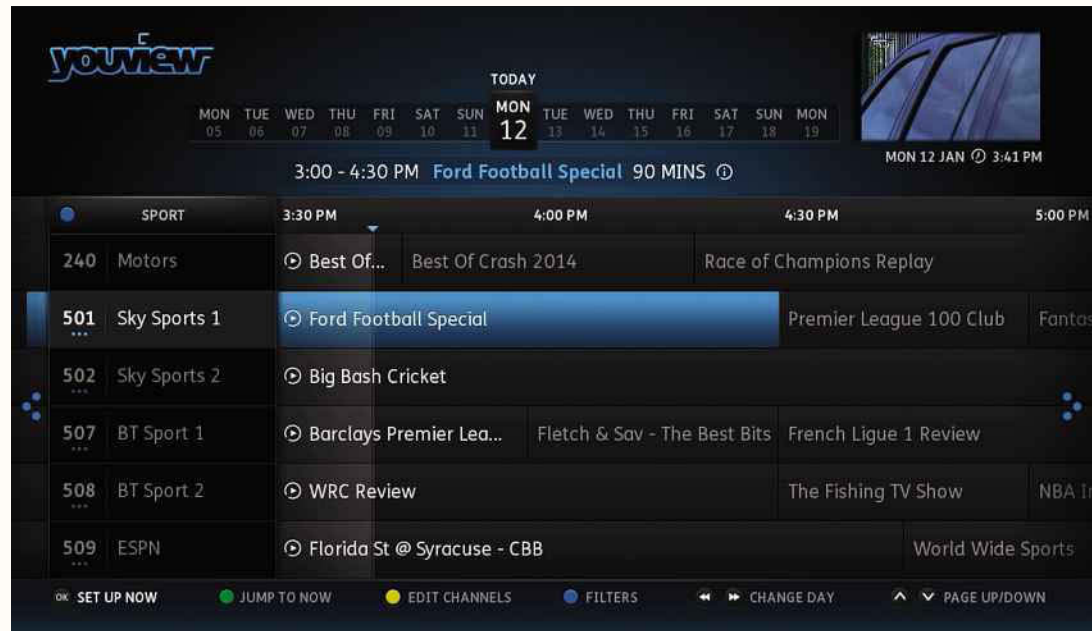 youview
TODAY
MON TUE WED THU FRI SAT SUN MON TUE WED THU FRI SAT SUN MON
05 06 07 08 09 10 11 12 13 14 15 16 17 18 19
MON 12 JAN 3:41 PM
3:00 - 4:30 PM Ford Football Special 90 MINS
SPORT 3:30 PM 4:00 PM 4:30 PM 5:00 PM
240 Motors Best Of... Best Of Crash 2014 Race of Champions Replay
501 Sky Sports 1 Ford Football Special Premier League 100 Club Fantas
502 Sky Sports 2 Big Bash Cricket
507 BT Sport 1 Barclays Premier Lea... Fletch & Sav - The Best Bits French Ligue 1 Review
508 BT Sport 2 WRC Review The Fishing TV Show NBA In
509 ESPN Florida St @ Syracuse - CBB World Wide Sports
OK SET UP NOW JUMP TO NOW EDIT CHANNELS FILTERS CHANGE DAY PAGE UP/DOWN